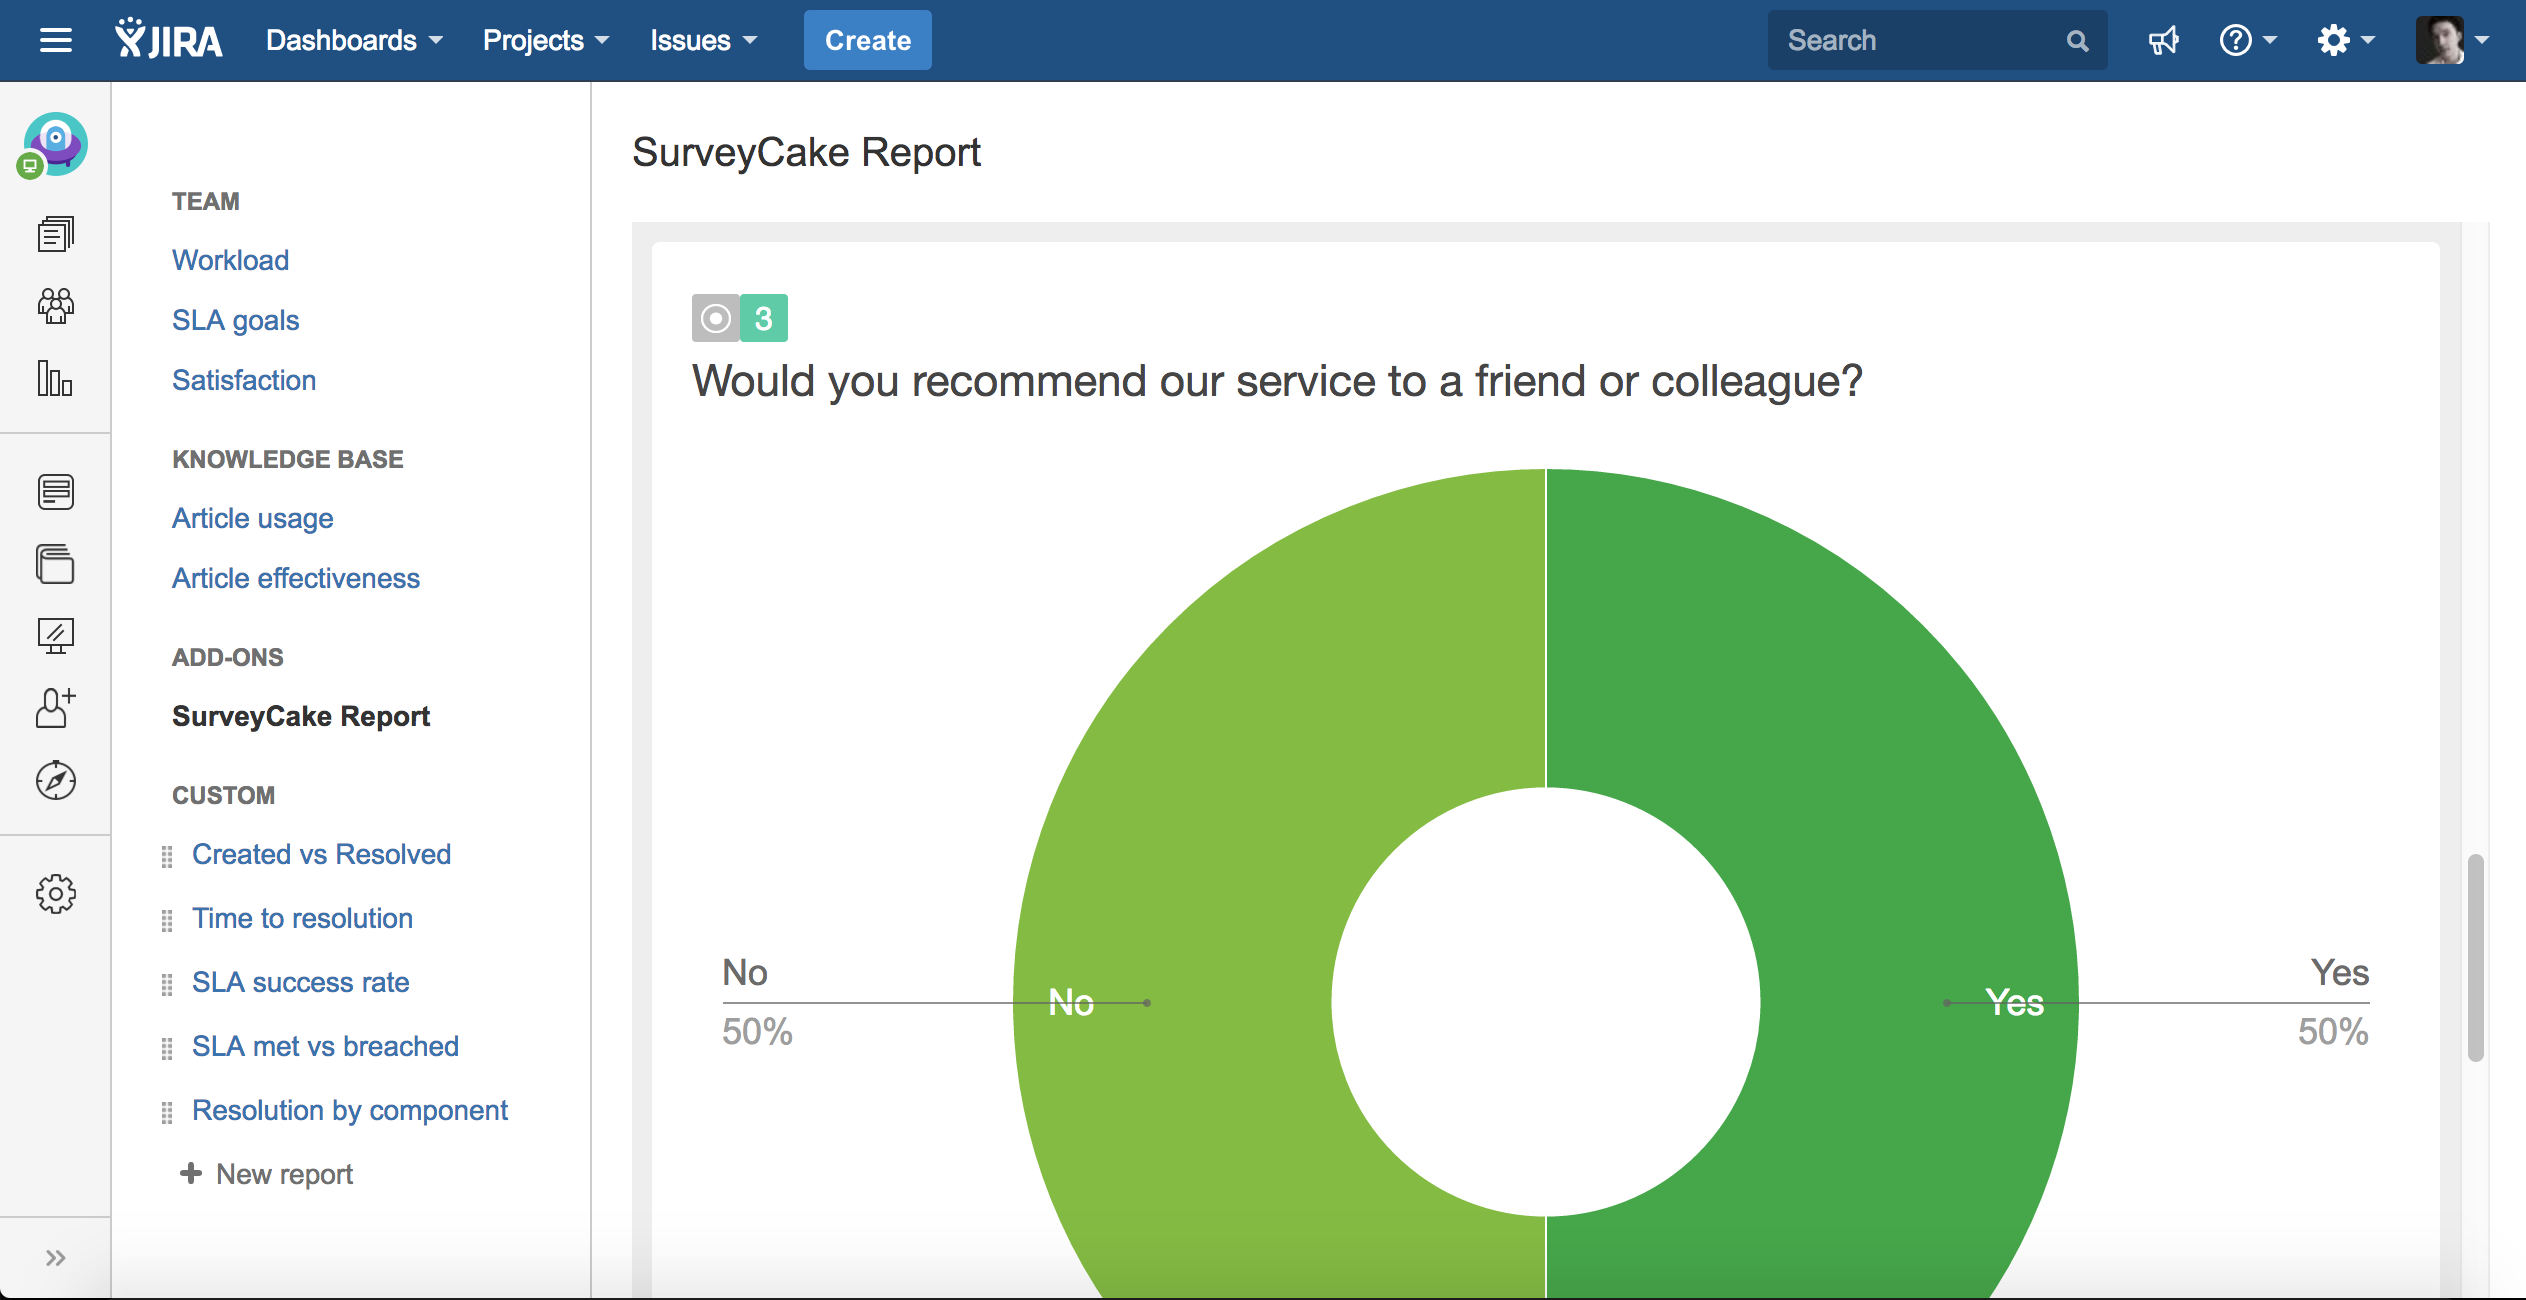 JIRA Dashboards Projects Issues Create Search
TEAM
Workload
SLA goals
Satisfaction
KNOWLEDGE BASE
Article usage
Article effectiveness
ADD-ONS
SurveyCake Report
CUSTOM
Created vs Resolved
Time to resolution
SLA success rate
SLA met vs breached
Resolution by component
New report
SurveyCake Report
3
Would you recommend our service to a friend or colleague?
No
No
50%
Yes
Yes
50%